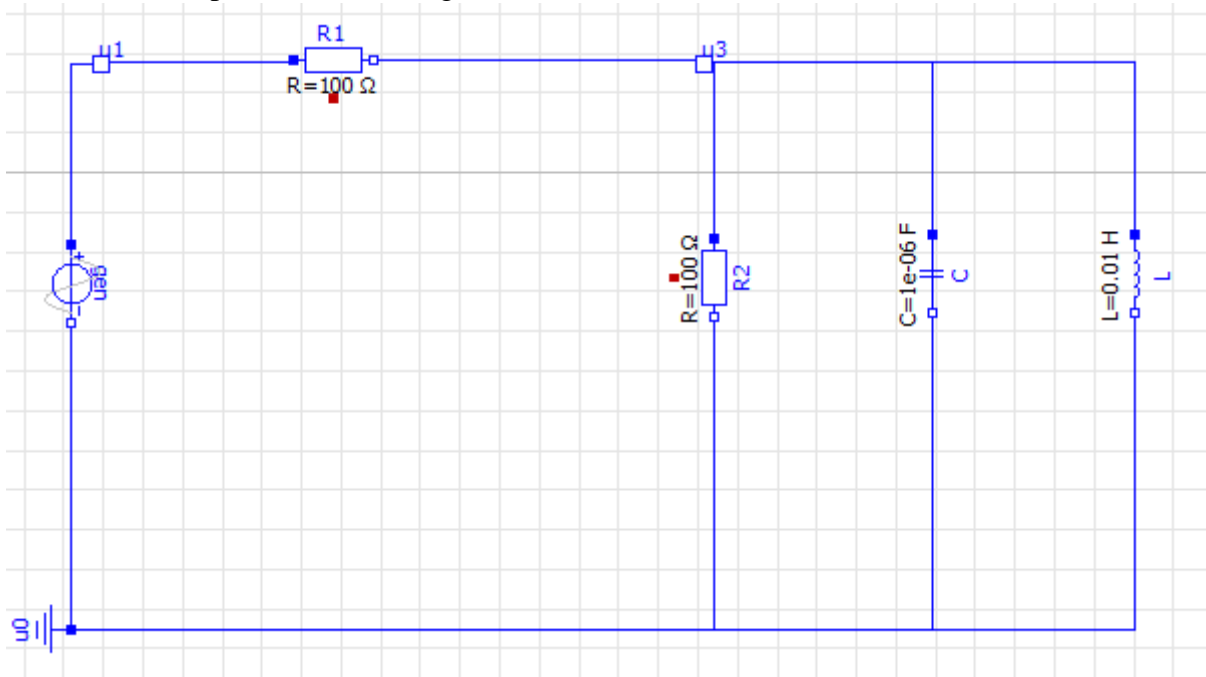 R1
u1
u3
R=100 Ω
gen
+
−
R=100 Ω
R2
C=1e-06 F
C
L=0.01 H
L
u0